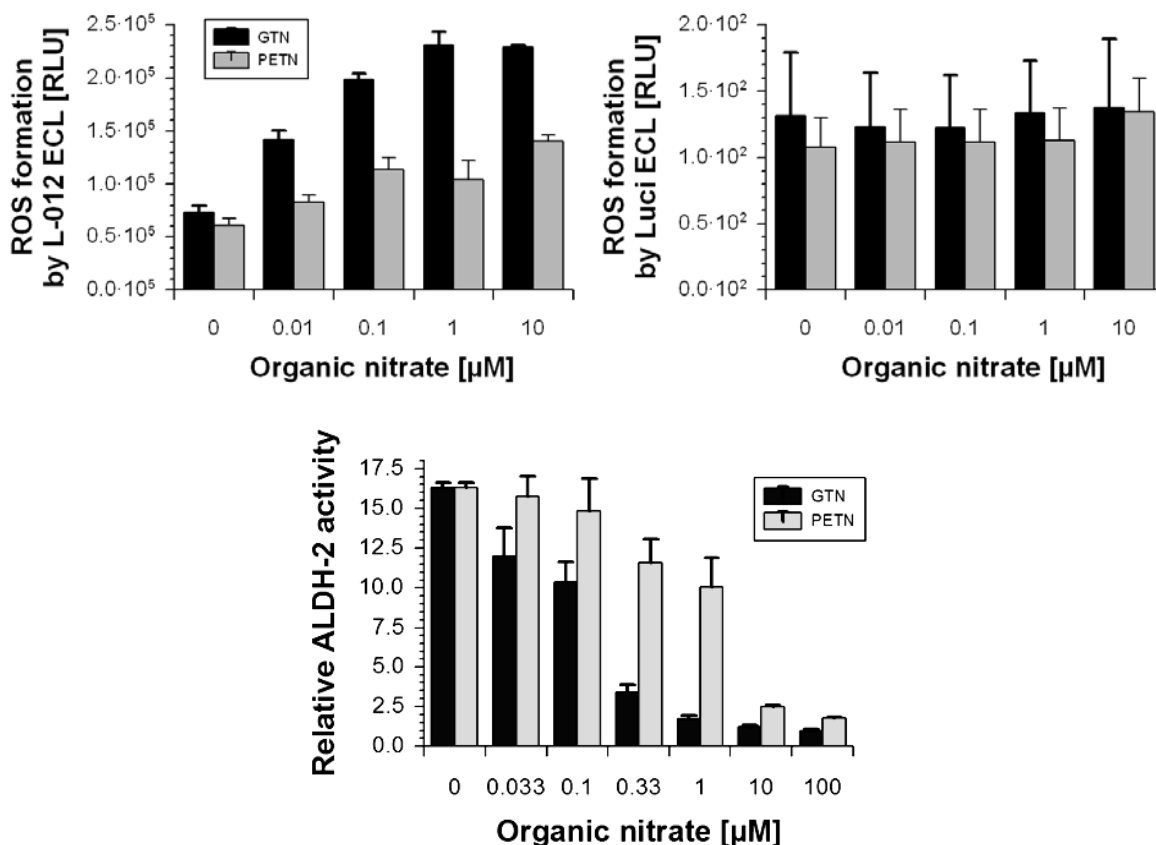 ROS formation
by L-012 ECL [RLU]
2.5·10⁵
2.0·10⁵
1.5·10⁵
1.0·10⁵
0.5·10⁵
0.0·10⁵
GTN
PETN
0 0.01 0.1 1 10
Organic nitrate [µM]
ROS formation
by Luci ECL [RLU]
2.0·10²
1.5·10²
1.0·10²
0.5·10²
0.0·10²
0 0.01 0.1 1 10
Organic nitrate [µM]
Relative ALDH-2 activity
17.5
15.0
12.5
10.0
7.5
5.0
2.5
0.0
GTN
PETN
0 0.033 0.1 0.33 1 10 100
Organic nitrate [µM]